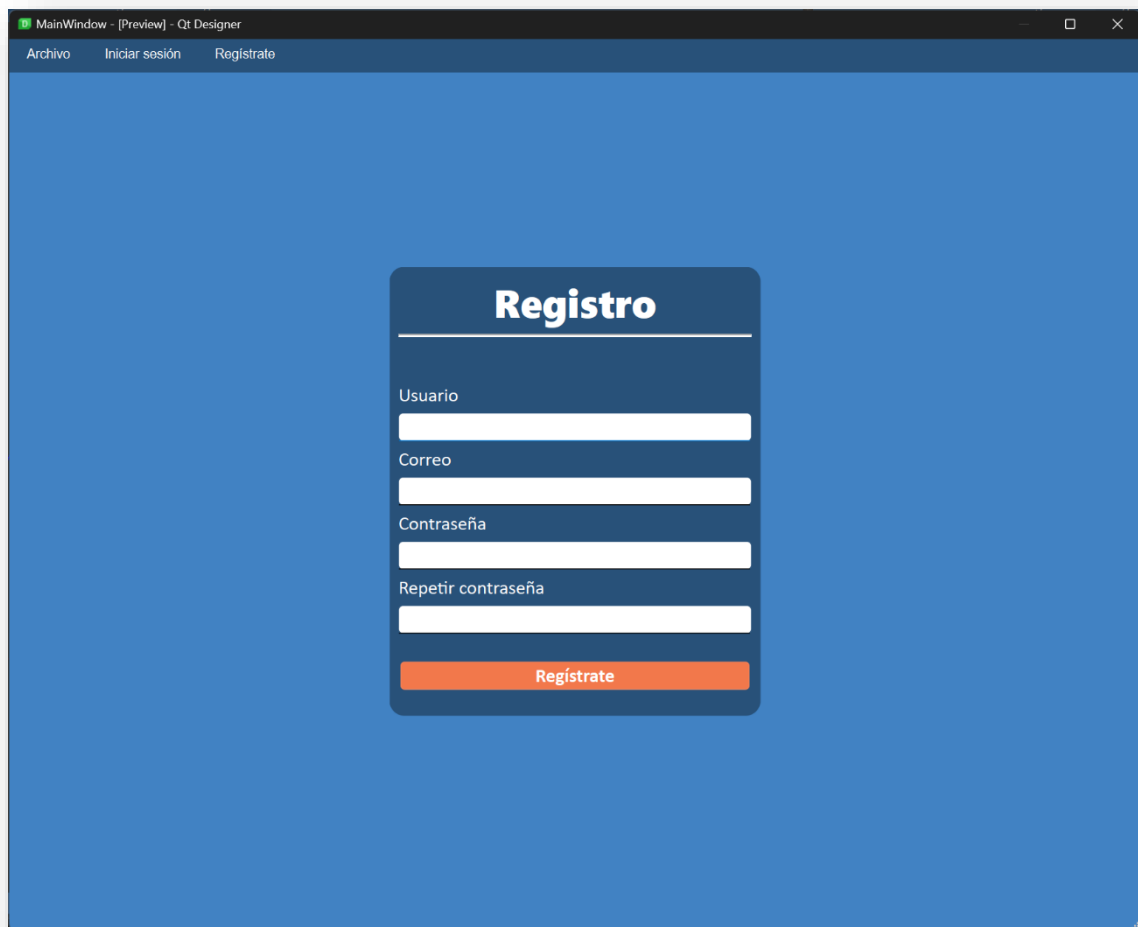 MainWindow - [Preview] - Qt Designer
Archivo Iniciar sesión Regístrate
Registro
Usuario
Correo
Contraseña
Repetir contraseña
Regístrate